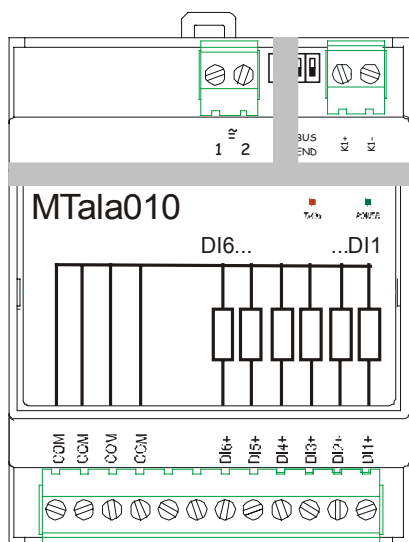 1 ≅ 2
BUS
END
K1+
K1-
MTala010
POWER
DI6...
...DI1
COM
COM
COM
COM
DI6+
DI5+
DI4+
DI3+
DI2+
DI1+